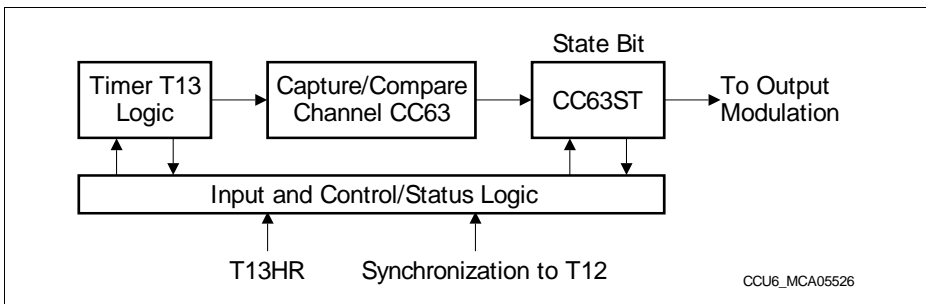 State Bit
Timer T13
Logic
Capture/Compare
Channel CC63
CC63ST
To Output
Modulation
Input and Control/Status Logic
T13HR
Synchronization to T12
CCU6_MCA05526